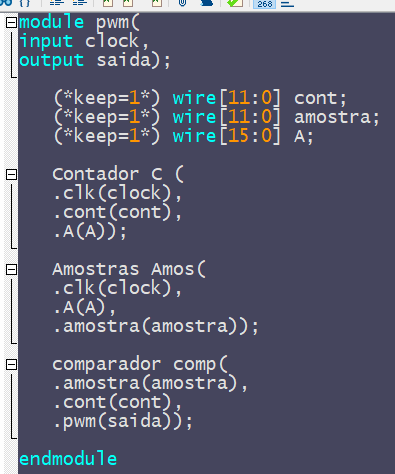 268
module pwm(
input clock,
output saida);
(*keep=1*) wire[11:0] cont;
(*keep=1*) wire[11:0] amostra;
(*keep=1*) wire[15:0] A;
Contador C (
.clk(clock),
.cont(cont),
.A(A));
Amostras Amos(
.clk(clock),
.A(A),
.amostra(amostra));
comparador comp(
.amostra(amostra),
.cont(cont),
.pwm(saida));
endmodule